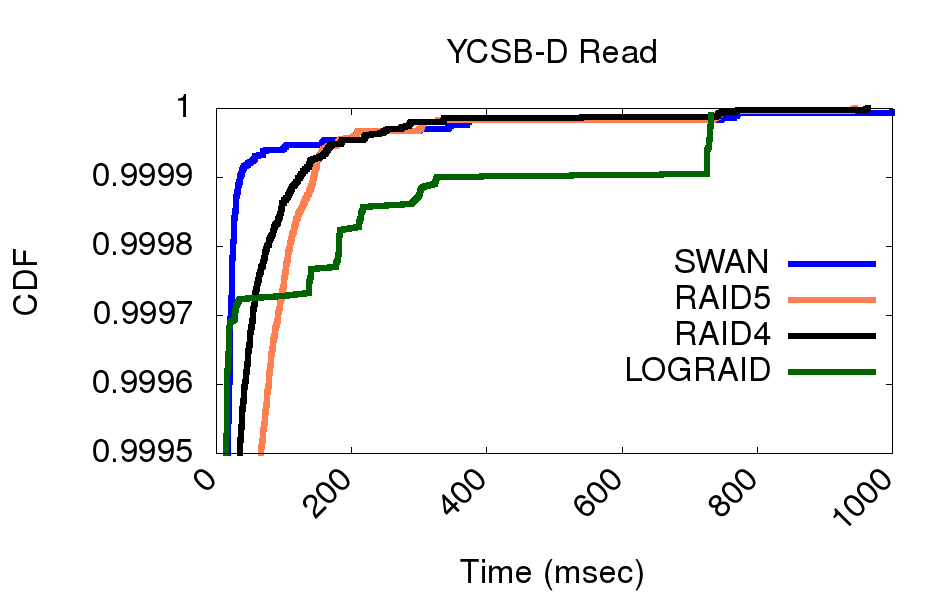 YCSB-D Read
CDF
1
0.9999
0.9998
0.9997
0.9996
0.9995
SWAN
RAID5
RAID4
LOGRAID
0
200
400
600
800
1000
Time (msec)